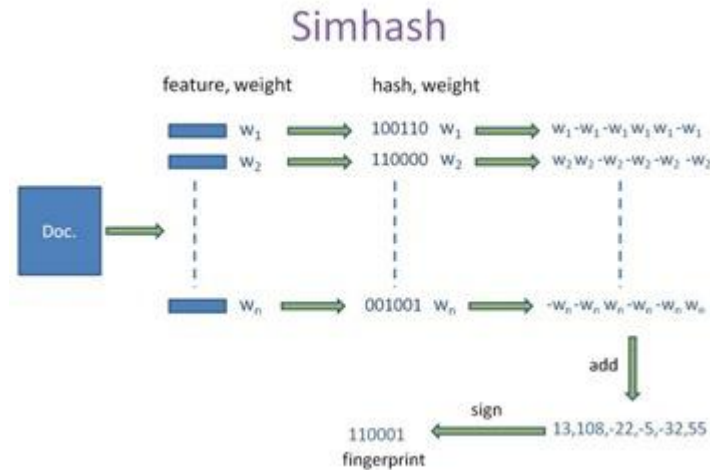 Simhash
feature, weight hash, weight
w1 100110 w1 w1 -w1 -w1 w1 w1 -w1
w2 110000 w2 w2 w2 -w2 -w2 -w2 -w2
Doc.
wn 001001 wn -wn -wn wn -wn -wn wn
add
sign
110001 13,108,-22,-5,-32,55
fingerprint